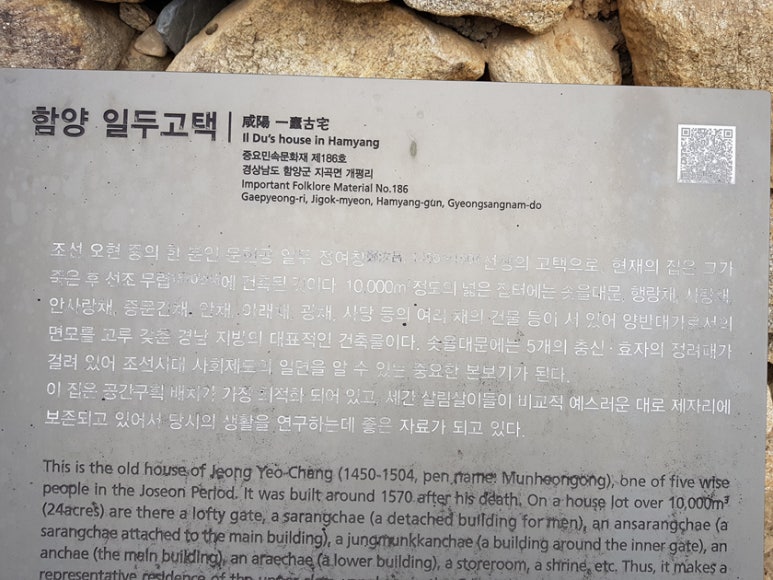 함양 일두고택
咸陽 一蠹古宅
Il Du's house in Hamyang
중요민속문화재 제186호
경상남도 함양군 지곡면 개평리
Important Folklore Material No.186
Gaepyeong-ri, Jigok-myeon, Hamyang-gun, Gyeongsangnam-do
조선 오현 중의 한 분인 문헌공 일두 정여창 선생의 고택으로, 현재의 집은 그가
죽은 후 선조 무렵에 건축된 것이다. 10,000㎡ 정도의 넓은 집터에는 솟을대문, 행랑채, 사랑채,
안사랑채, 중문간채, 안채, 아래채, 광채, 사당 등의 여러 채의 건물 등이 서 있어 양반대가로서의
면모를 고루 갖춘 경남 지방의 대표적인 건축물이다. 솟을대문에는 5개의 충신·효자의 정려패가
걸려 있어 조선시대 사회제도의 일면을 알 수 있는 중요한 본보기가 된다.
이 집은 공간구획 배치가 가장 최적화 되어 있고, 세간 살림살이들이 비교적 예스러운 대로 제자리에
보존되고 있어서 당시의 생활을 연구하는데 좋은 자료가 되고 있다.
This is the old house of Jeong Yeo-Chang (1450-1504, pen name: Munheongong), one of five wise
people in the Joseon Period. It was built around 1570 after his death. On a house lot over 10,000m³
(24acres) are there a lofty gate, a sarangchae (a detached building for men), an ansarangchae (a
sarangchae attached to the main building), a jungmunkkanchae (a building around the inner gate), an
anchae (the main building), an araechae (a lower building), a storeroom, a shrine, etc. Thus, it makes a
representative residence of the upper